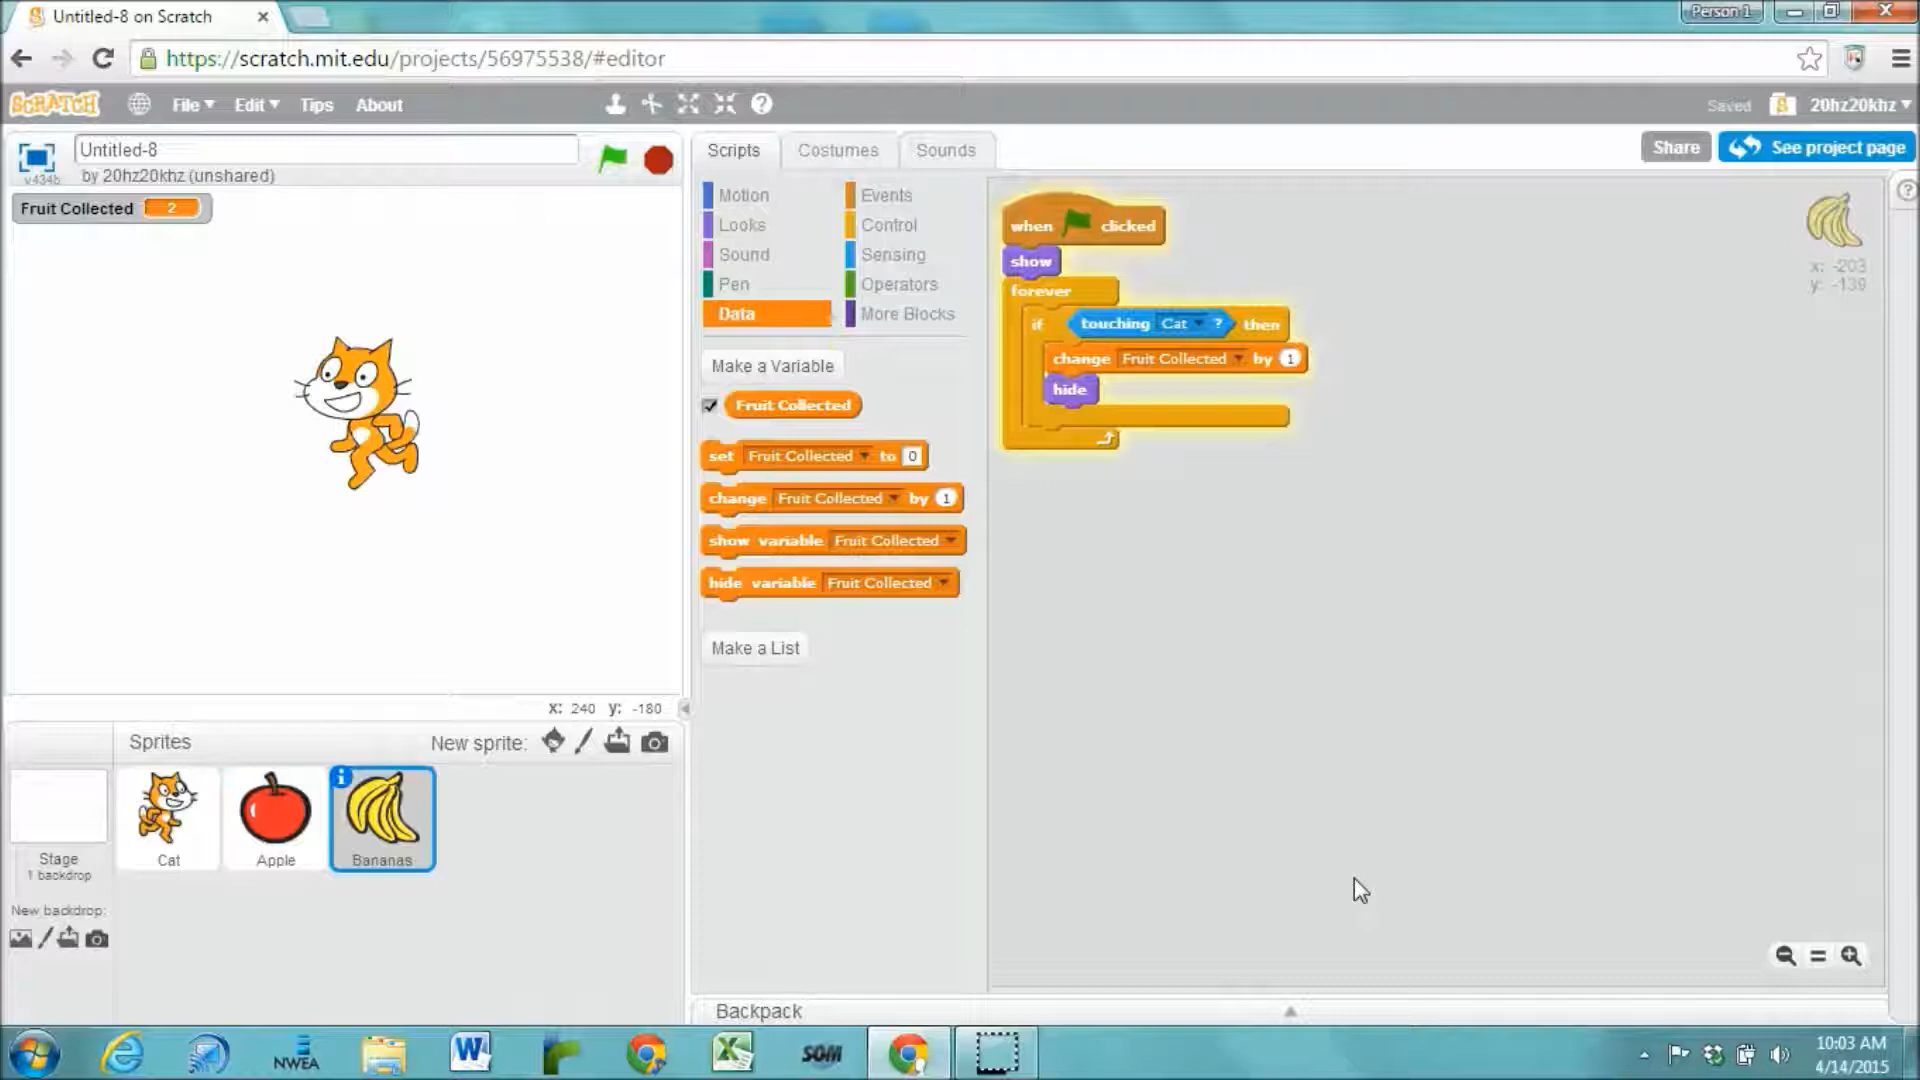 Untitled-8 on Scratch
Person 1
https://scratch.mit.edu/projects/56975538/#editor
SCRATCH
File
Edit
Tips
About
Saved
20hz20khz
Untitled-8
v434b
by 20hz20khz (unshared)
Scripts
Costumes
Sounds
Share
See project page
Fruit Collected 2
Motion
Events
Looks
Control
Sound
Sensing
Pen
Operators
Data
More Blocks
Make a Variable
Fruit Collected
set Fruit Collected to 0
change Fruit Collected by 1
show variable Fruit Collected
hide variable Fruit Collected
Make a List
when clicked
show
forever
if touching Cat ? then
change Fruit Collected by 1
hide
x: -203
y: -139
x: 240 y: -180
Sprites
New sprite:
Stage
1 backdrop
New backdrop:
Cat
Apple
Bananas
Backpack
NWEA
W
X
SOM
10:03 AM
4/14/2015